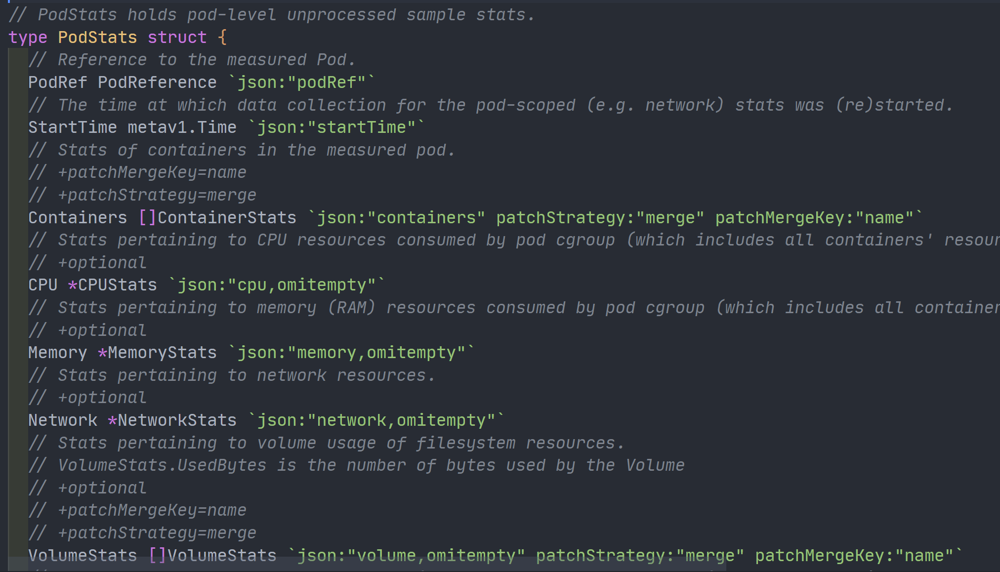 // PodStats holds pod-level unprocessed sample stats.
type PodStats struct {
// Reference to the measured Pod.
PodRef PodReference `json:"podRef"`
// The time at which data collection for the pod-scoped (e.g. network) stats was (re)started.
StartTime metav1.Time `json:"startTime"`
// Stats of containers in the measured pod.
// +patchMergeKey=name
// +patchStrategy=merge
Containers []ContainerStats `json:"containers" patchStrategy:"merge" patchMergeKey:"name"`
// Stats pertaining to CPU resources consumed by pod cgroup (which includes all containers'
// +optional
CPU *CPUStats `json:"cpu,omitempty"`
// Stats pertaining to memory (RAM) resources consumed by pod cgroup (which includes all
// +optional
Memory *MemoryStats `json:"memory,omitempty"`
// Stats pertaining to network resources.
// +optional
Network *NetworkStats `json:"network,omitempty"`
// Stats pertaining to volume usage of filesystem resources.
// VolumeStats.UsedBytes is the number of bytes used by the Volume
// +optional
// +patchMergeKey=name
// +patchStrategy=merge
VolumeStats []VolumeStats `json:"volume,omitempty" patchStrategy:"merge" patchMergeKey:"name"`